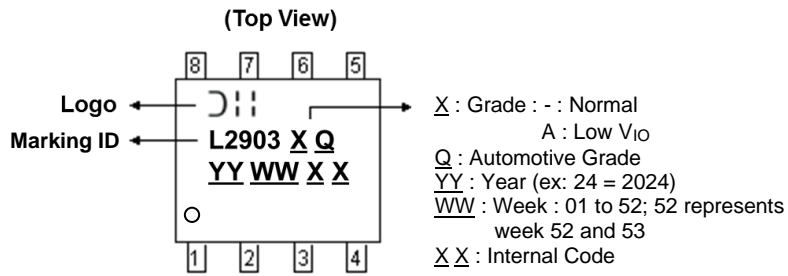 (Top View)
8 7 6 5
Logo
Marking ID
L2903 X Q
YY WW X X
1 2 3 4
X : Grade : - : Normal
A : Low VIO
Q : Automotive Grade
YY : Year (ex: 24 = 2024)
WW : Week : 01 to 52; 52 represents
week 52 and 53
X X : Internal Code